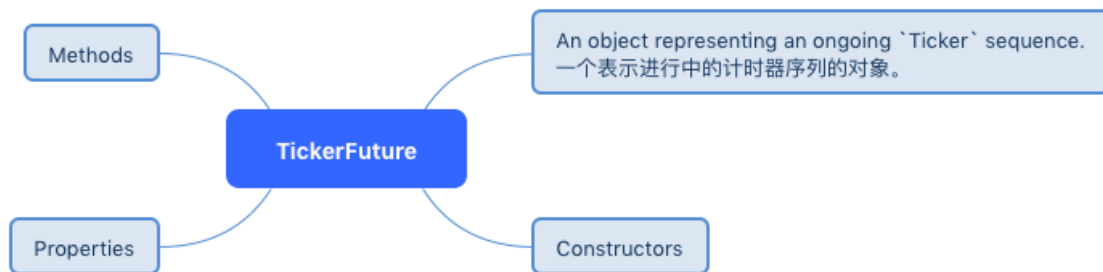 Methods
An object representing an ongoing `Ticker` sequence.
一个表示进行中的计时器序列的对象。
TickerFuture
Properties
Constructors